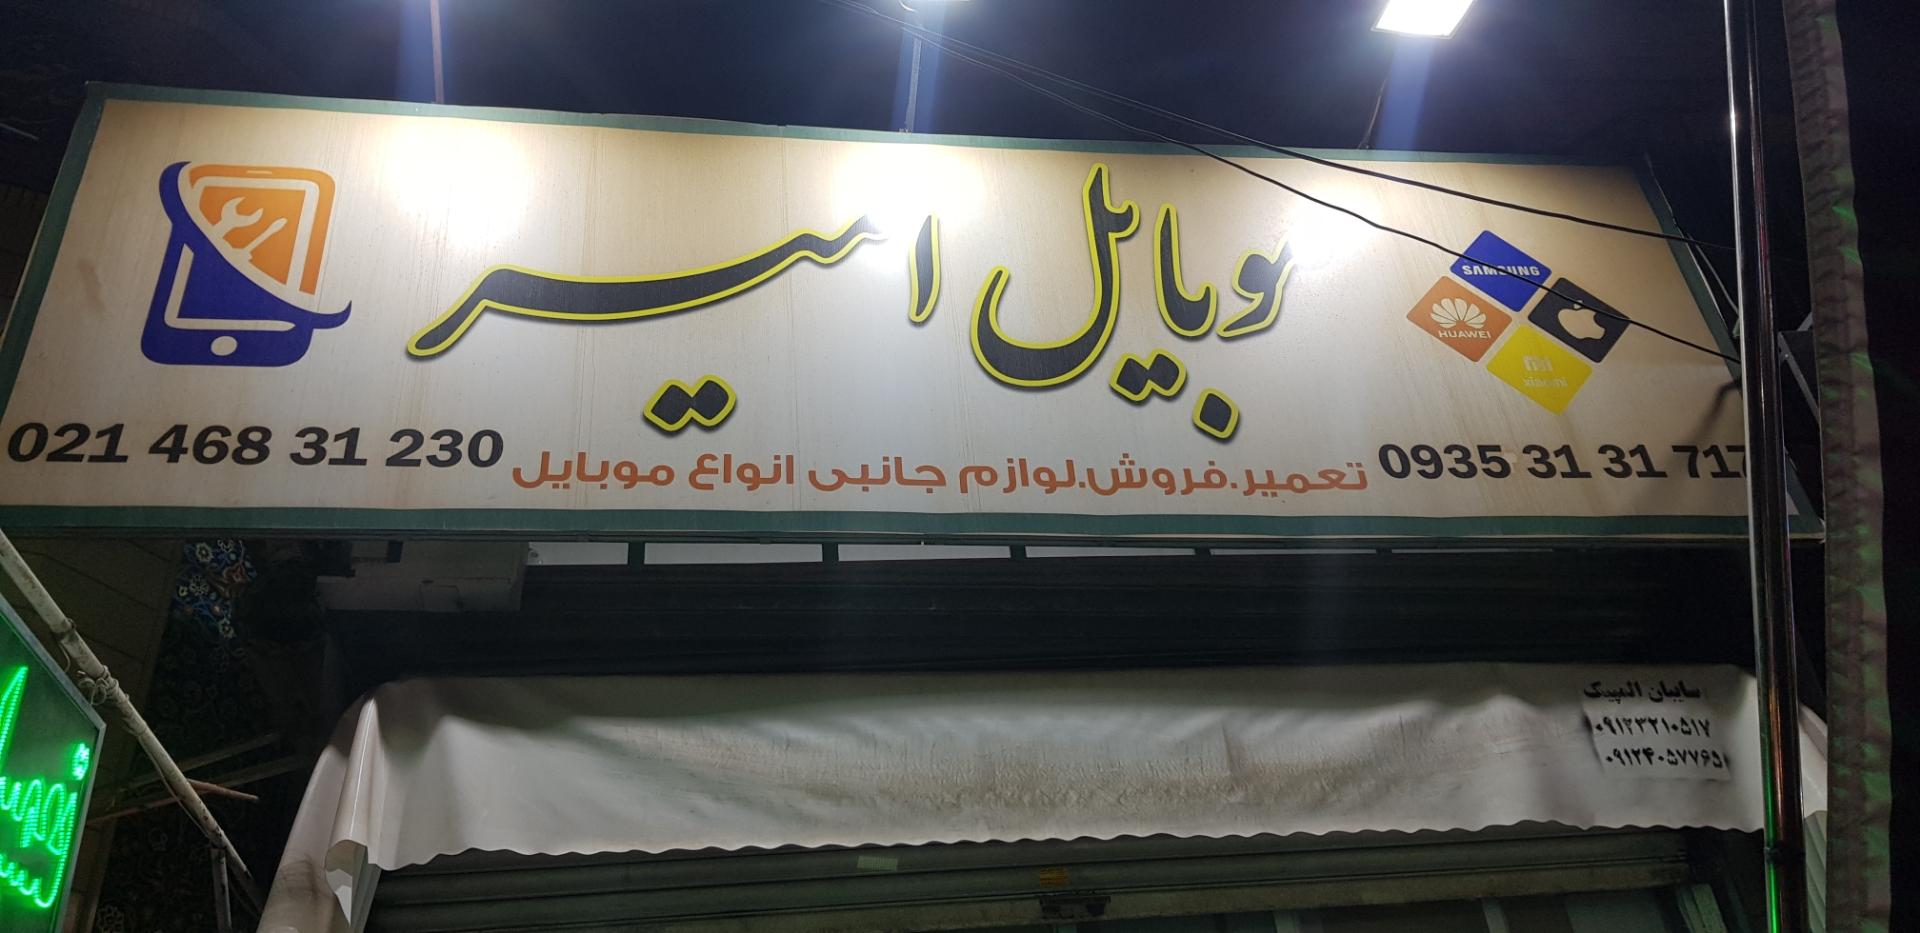 موبایل امیر
SAMSUNG
HUAWEI
mi
xiaomi
021 468 31 230
تعمیر.فروش.لوازم جانبی انواع موبایل
0935 31 31 717
سایبان المپیک
۰۹۱۲۳۲۱۰۵۱۷
۰۹۱۲۴۰۵۷۷۶۵